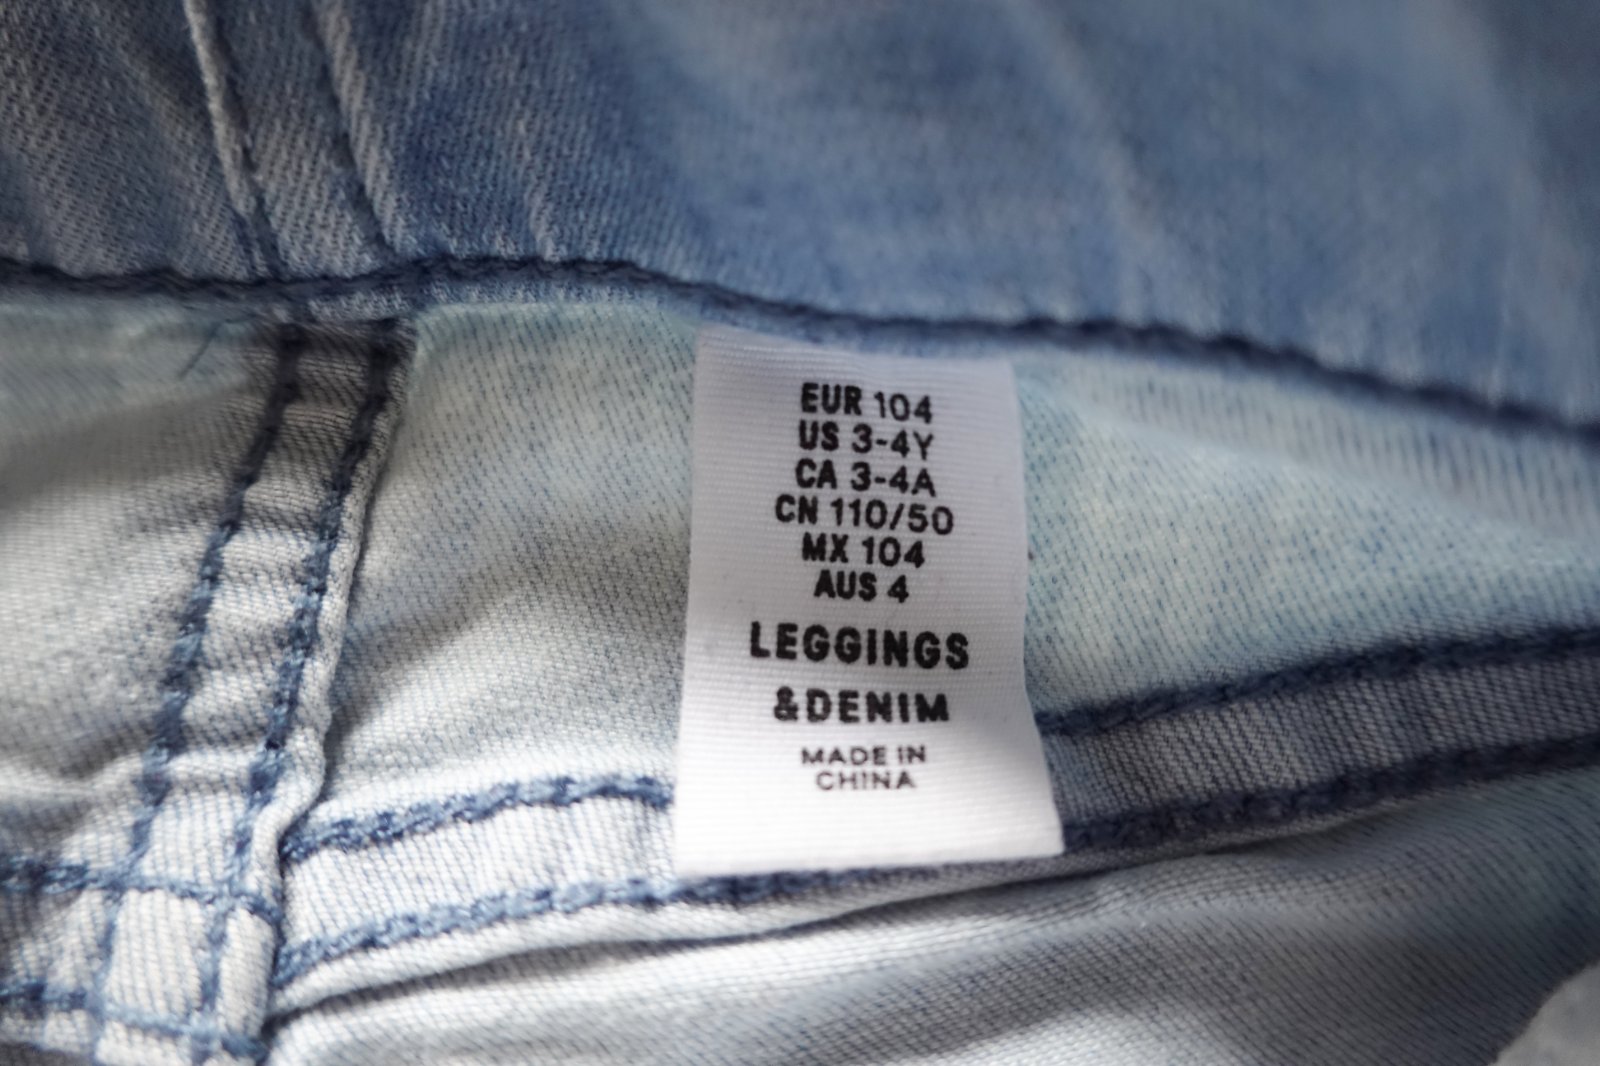 EUR 104
US 3-4Y
CA 3-4A
CN 110/50
MX 104
AUS 4
LEGGINGS
&DENIM
MADE IN
CHINA